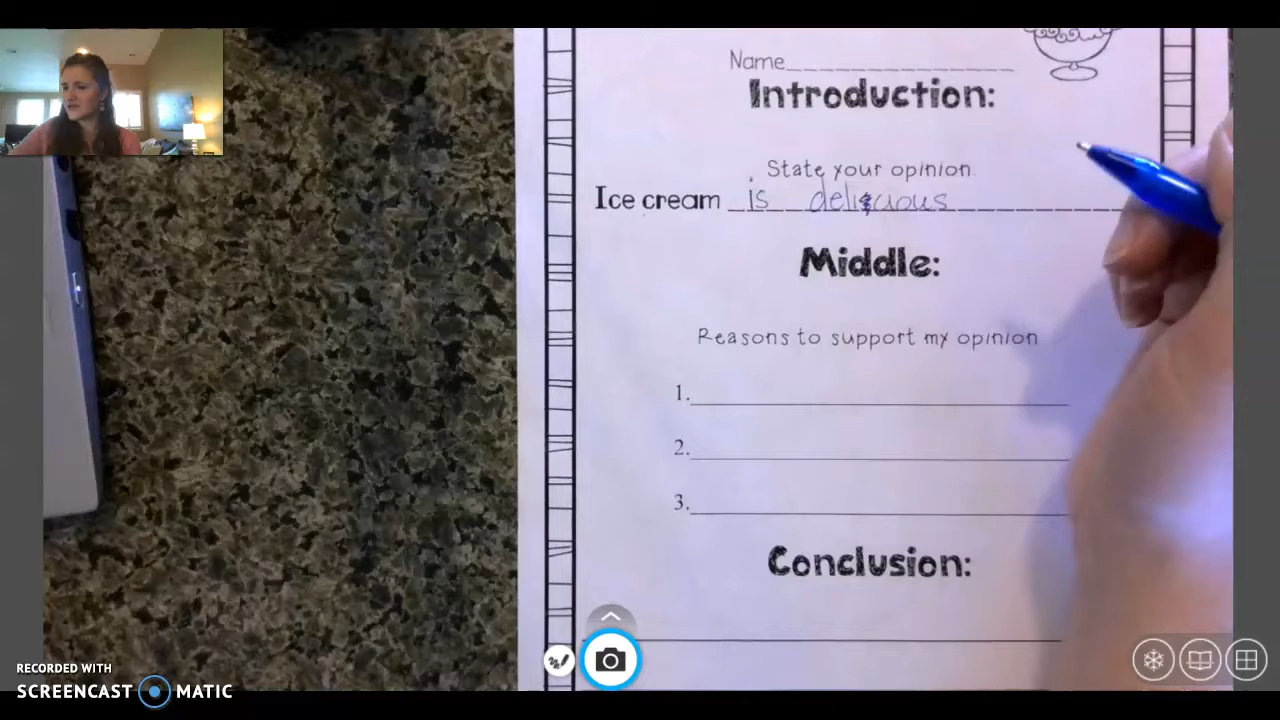 Name
Introduction:
State your opinion.
Ice cream is delicious
Middle:
Reasons to support my opinion
1.
2.
3.
Conclusion:
RECORDED WITH
SCREENCAST MATIC